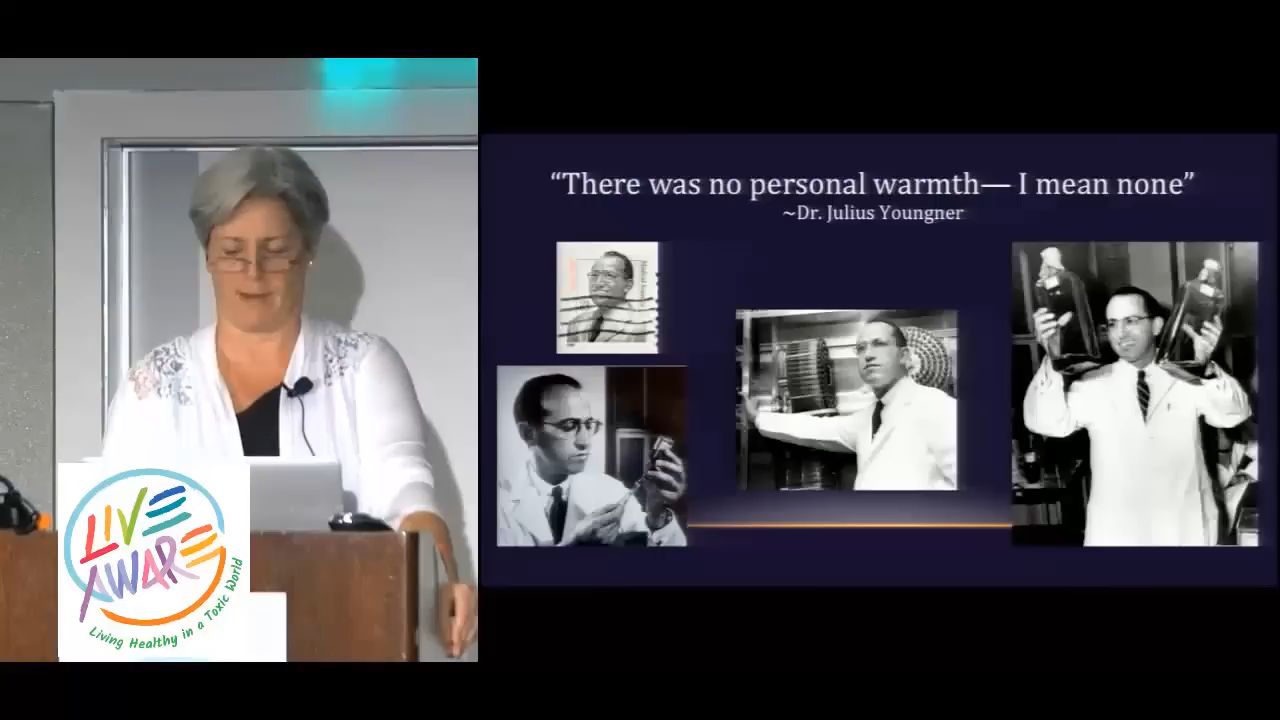 “There was no personal warmth— I mean none”
~Dr. Julius Youngner
LIVE
AWARE
Living Healthy in a Toxic World